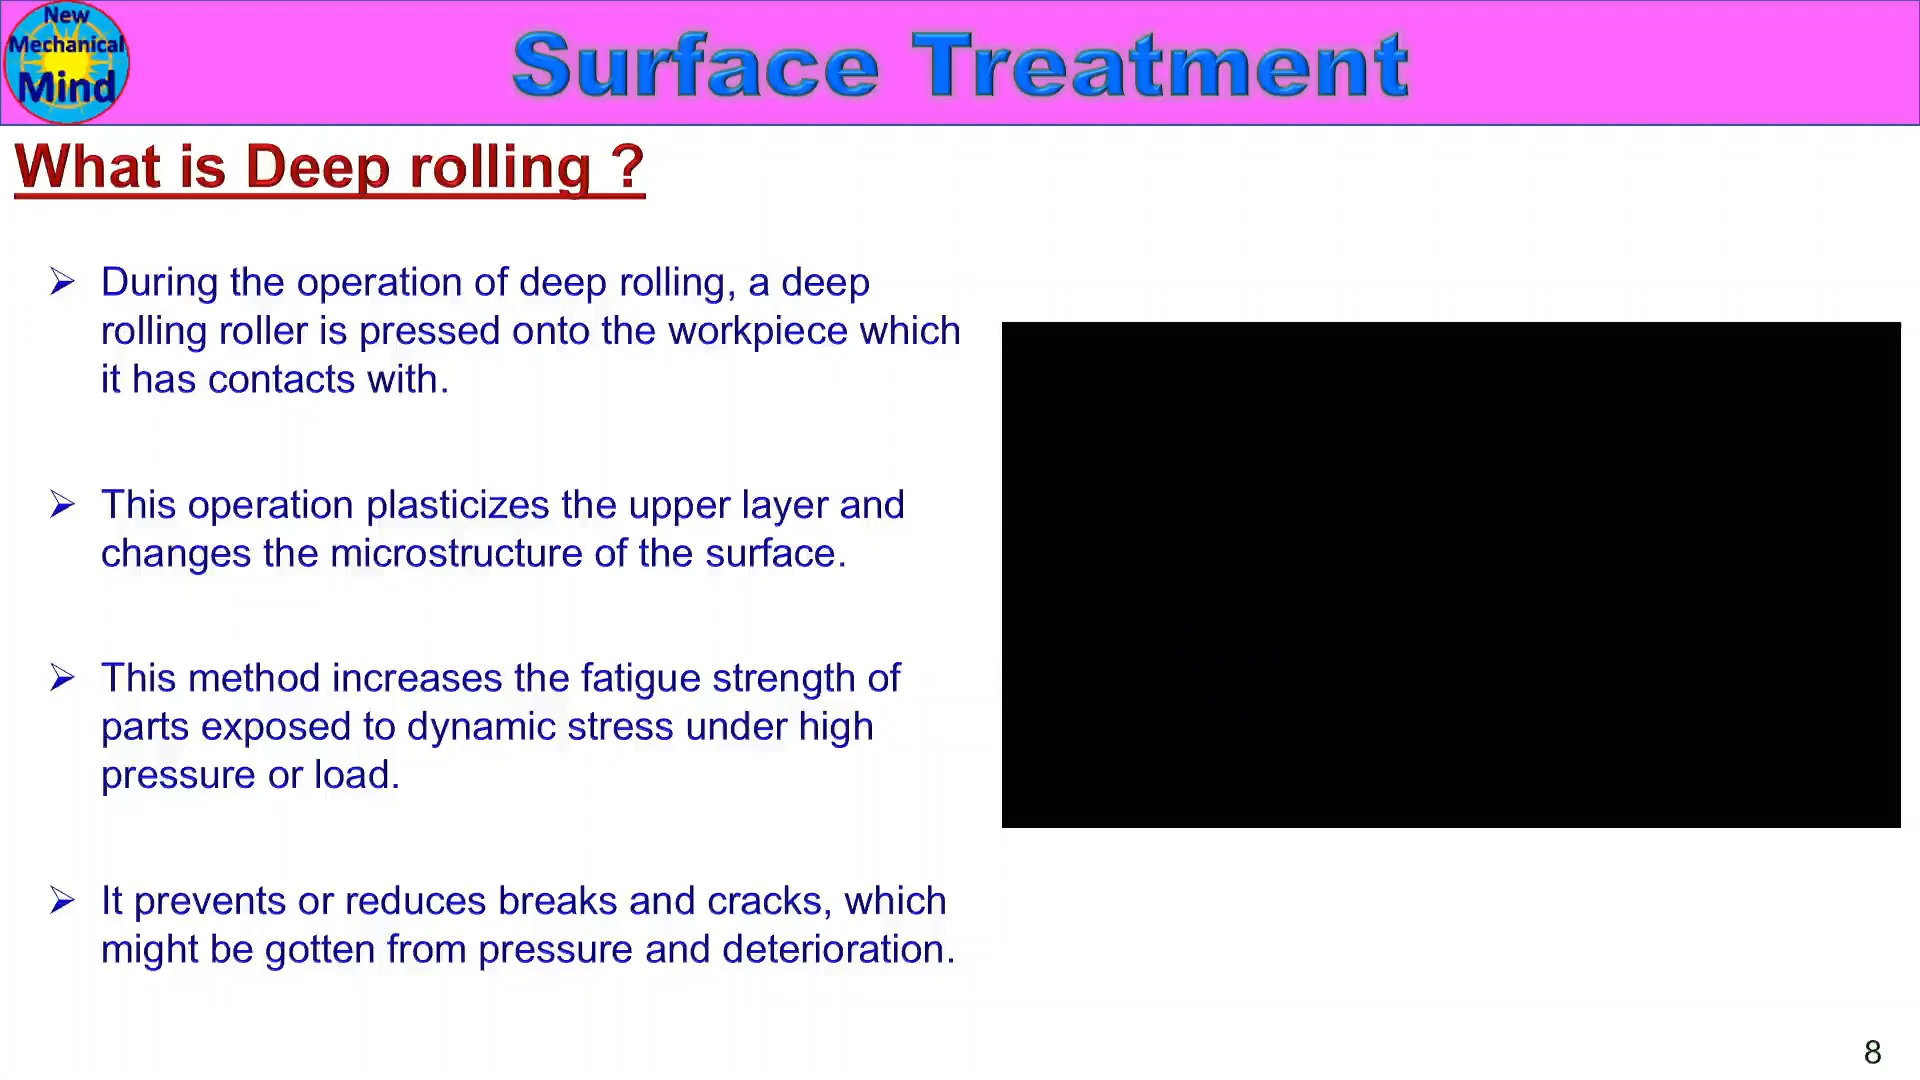 New
Mechanical
Mind
Surface Treatment
What is Deep rolling ?
➢ During the operation of deep rolling, a deep
rolling roller is pressed onto the workpiece which
it has contacts with.
➢ This operation plasticizes the upper layer and
changes the microstructure of the surface.
➢ This method increases the fatigue strength of
parts exposed to dynamic stress under high
pressure or load.
➢ It prevents or reduces breaks and cracks, which
might be gotten from pressure and deterioration.
8